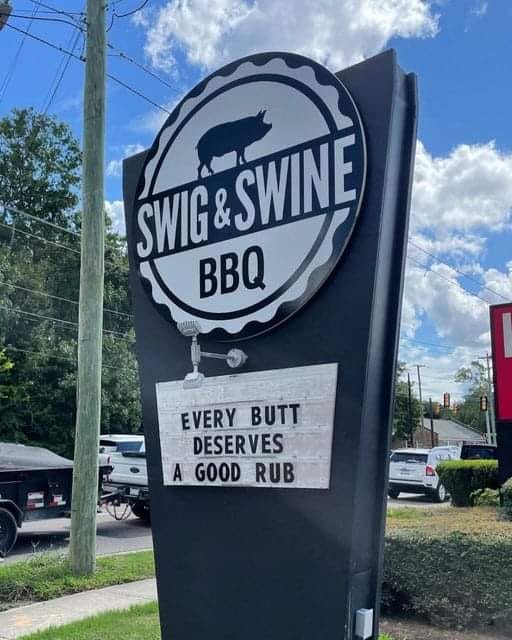 SWIG & SWINE
BBQ
EVERY BUTT
DESERVES
A GOOD RUB